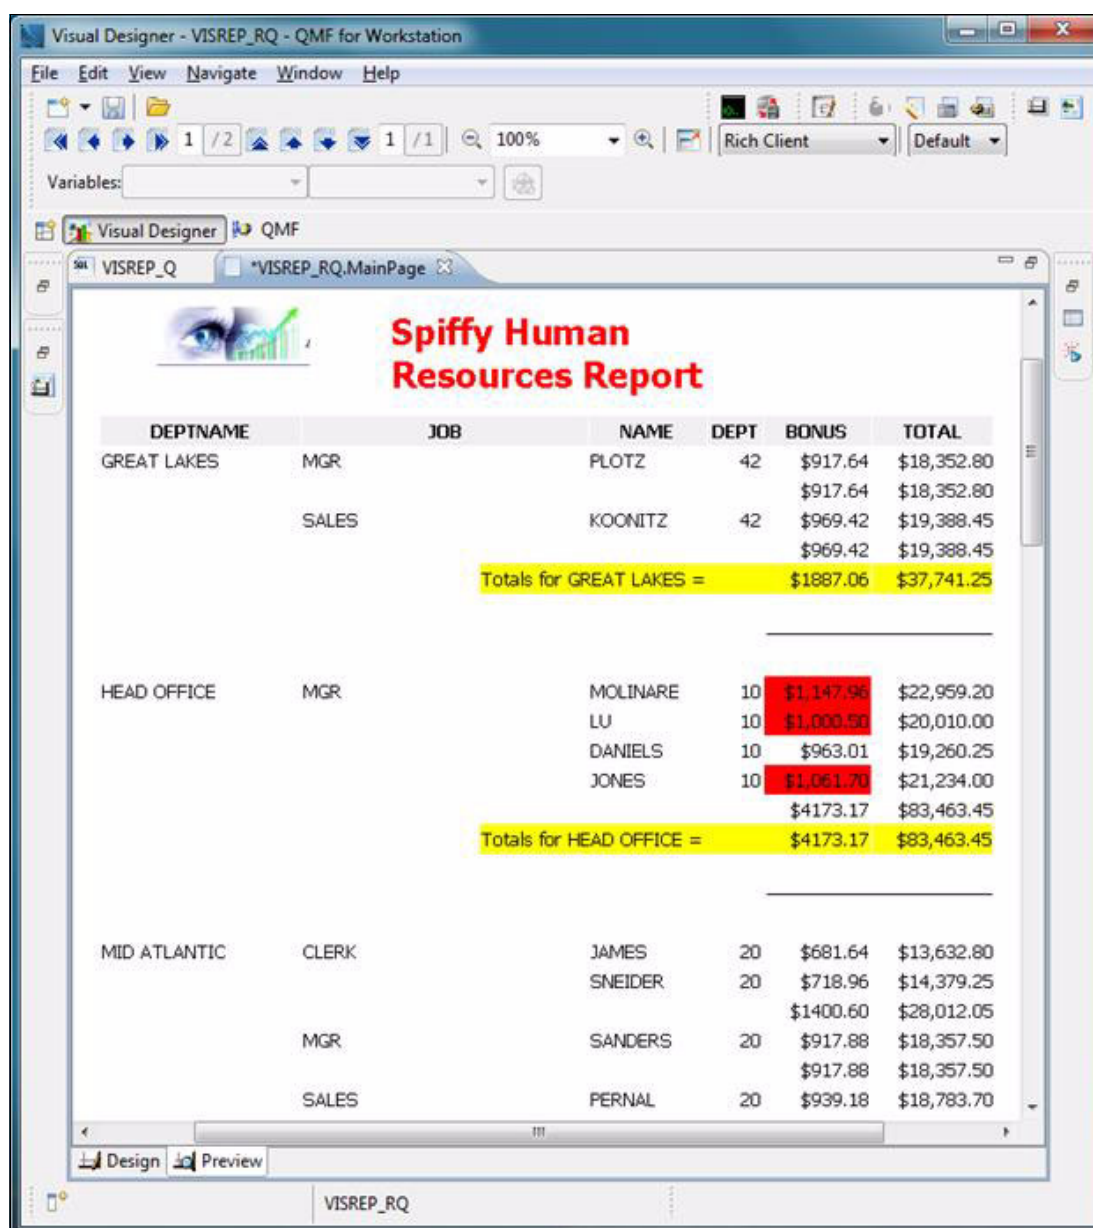 Visual Designer - VISREP_RQ - QMF for Workstation
File Edit View Navigate Window Help
1 /2 1 /1 100% Rich Client Default
Variables:
Visual Designer QMF
SQL VISREP_Q *VISREP_RQ.MainPage
Spiffy Human
Resources Report
DEPTNAME JOB NAME DEPT BONUS TOTAL
GREAT LAKES MGR PLOTZ 42 $917.64 $18,352.80
$917.64 $18,352.80
SALES KOONITZ 42 $969.42 $19,388.45
$969.42 $19,388.45
Totals for GREAT LAKES = $1887.06 $37,741.25
HEAD OFFICE MGR MOLINARE 10 $1,147.96 $22,959.20
LU 10 $1,000.50 $20,010.00
DANIELS 10 $963.01 $19,260.25
JONES 10 $1,061.70 $21,234.00
$4173.17 $83,463.45
Totals for HEAD OFFICE = $4173.17 $83,463.45
MID ATLANTIC CLERK JAMES 20 $681.64 $13,632.80
SNEIDER 20 $718.96 $14,379.25
$1400.60 $28,012.05
MGR SANDERS 20 $917.88 $18,357.50
$917.88 $18,357.50
SALES PERNAL 20 $939.18 $18,783.70
Design Preview
VISREP_RQ